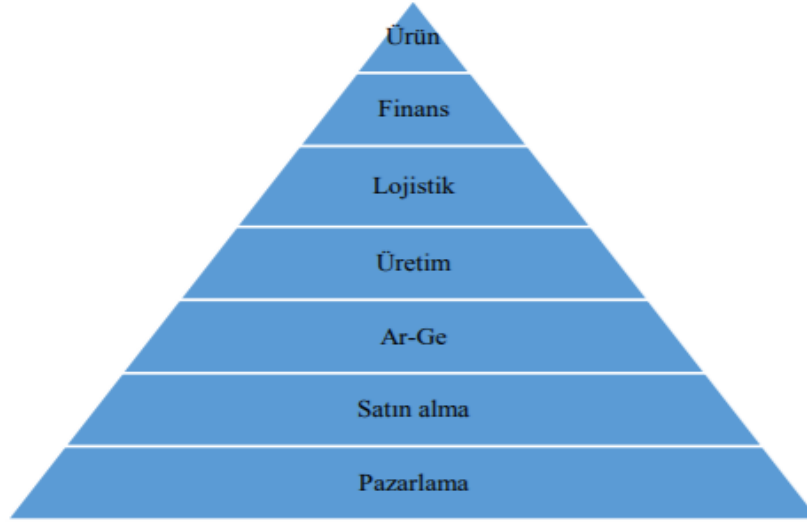 Ürün
Finans
Lojistik
Üretim
Ar-Ge
Satın alma
Pazarlama